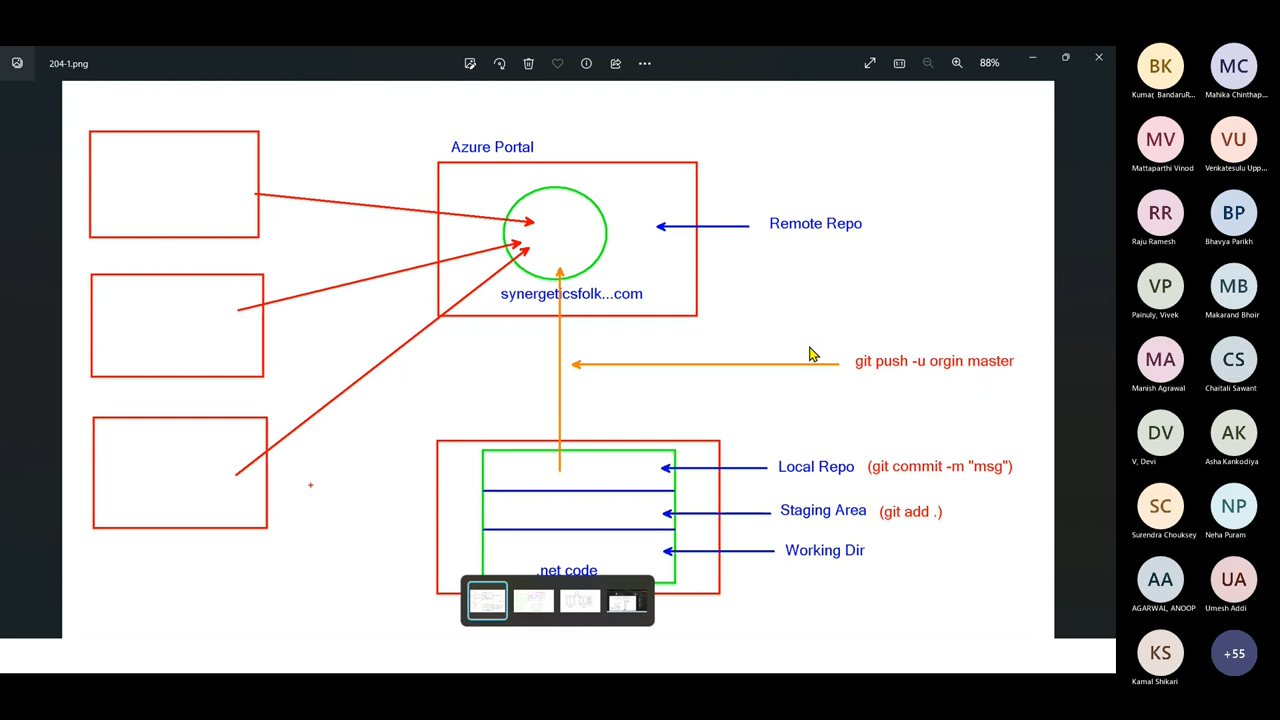 204-1.png
88%
Azure Portal
Remote Repo
synergeticsfolk...com
git push -u orgin master
Local Repo (git commit -m "msg")
Staging Area (git add .)
Working Dir
.net code
BK
Kumar, BandaruR...
MC
Mahika Chinthap...
MV
Mattaparthi Vinod
VU
Venkatesulu Upp...
RR
Raju Ramesh
BP
Bhavya Parikh
VP
Painuly, Vivek
MB
Makarand Bhoir
MA
Manish Agrawal
CS
Chaitali Sawant
DV
V, Devi
AK
Asha Kankodiya
SC
Surendra Chouksey
NP
Neha Puram
AA
AGARWAL, ANOOP
UA
Umesh Addi
KS
Kamal Shikari
+55